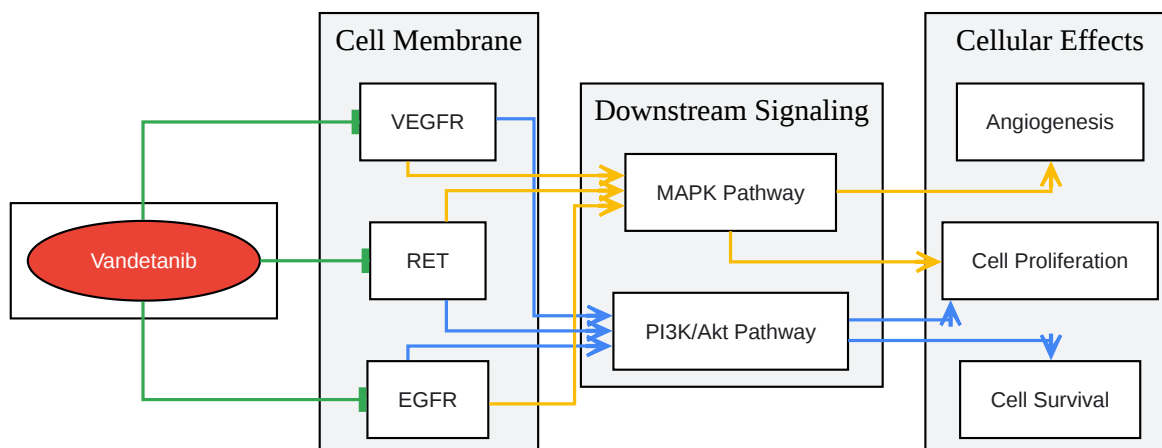 Cell Membrane
Cellular Effects
VEGFR
Downstream Signaling
Angiogenesis
MAPK Pathway
Vandetanib
RET
Cell Proliferation
PI3K/Akt Pathway
EGFR
Cell Survival